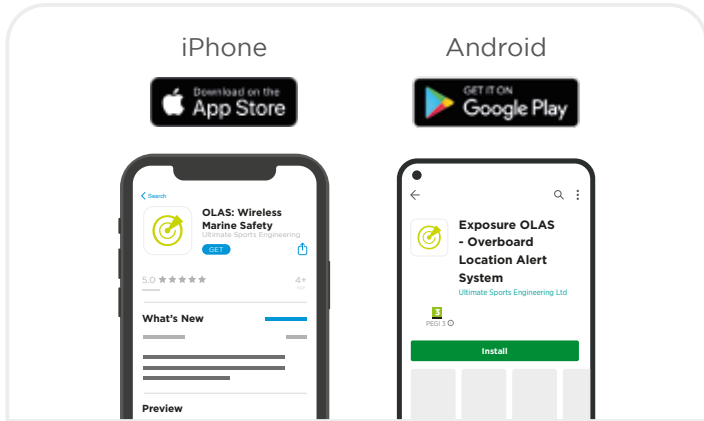 iPhone
Android
Download on the
App Store
GET IT ON
Google Play
Search
OLAS: Wireless
Marine Safety
Ultimate Sports Engineering
GET
5.0 ★★★★★
4+
What's New
Preview
Exposure OLAS
- Overboard
Location Alert
System
Ultimate Sports Engineering Ltd
3
PEGI 3
Install